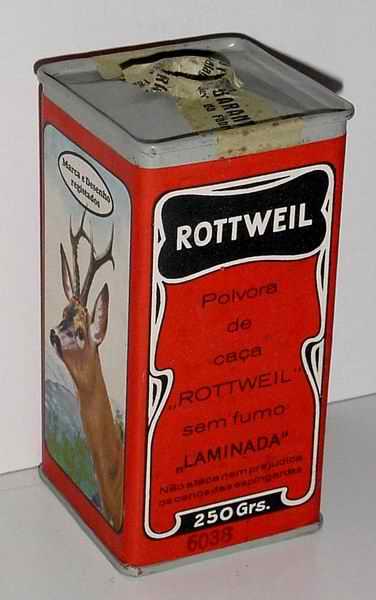 GARAN
Marca e Desenho
registados
ROTTWEIL
Polvora
de
caça
„ROTTWEIL"
sem fumo
„LAMINADA"
Não ataca nem prejudica
os canos das espingardas
250 Grs.
6038